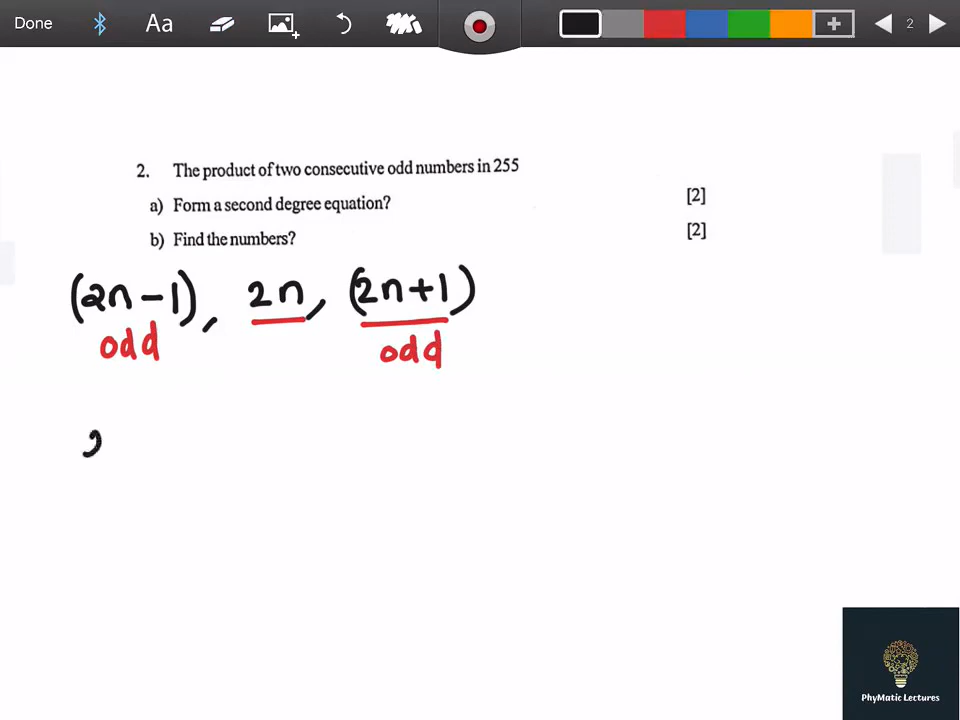 Done Aa 2
2. The product of two consecutive odd numbers in 255
a) Form a second degree equation? [2]
b) Find the numbers? [2]
(2n-1), 2n, (2n+1)
odd odd
PhyMatic Lectures